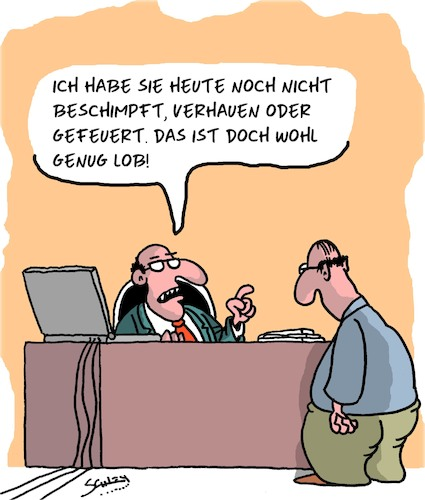 ICH HABE SIE HEUTE NOCH NICHT
BESCHIMPFT, VERHAUEN ODER
GEFEUERT. DAS IST DOCH WOHL
GENUG LOB!